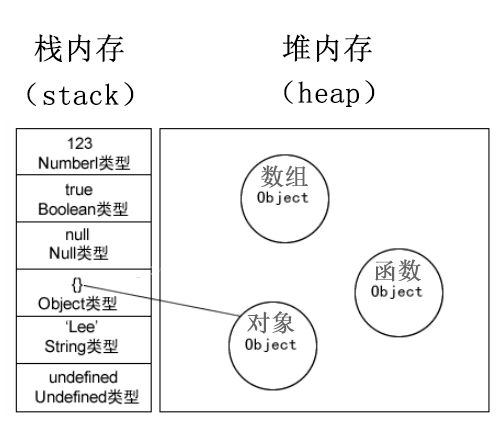 栈内存
（stack）
堆内存
（heap）
123
Numberl类型
true
Boolean类型
null
Null类型
{}
Object类型
‘Lee’
String类型
undefined
Undefined类型
数组
Object
函数
Object
对象
Object